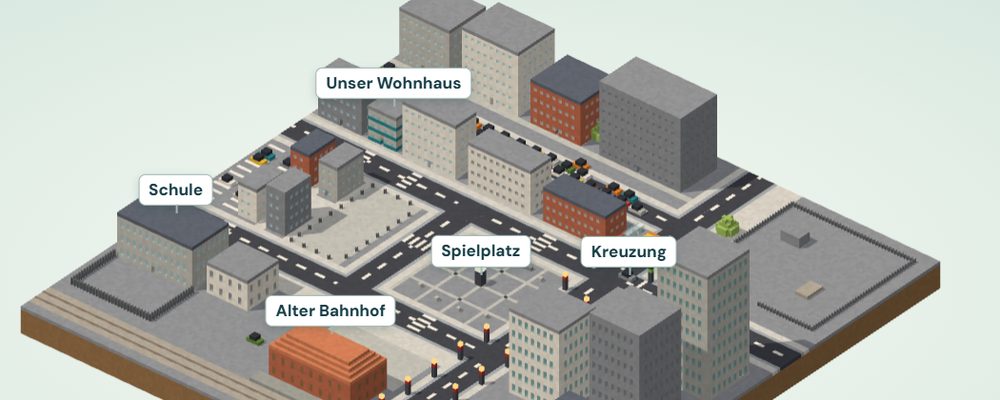 Unser Wohnhaus
Schule
Spielplatz
Kreuzung
Alter Bahnhof